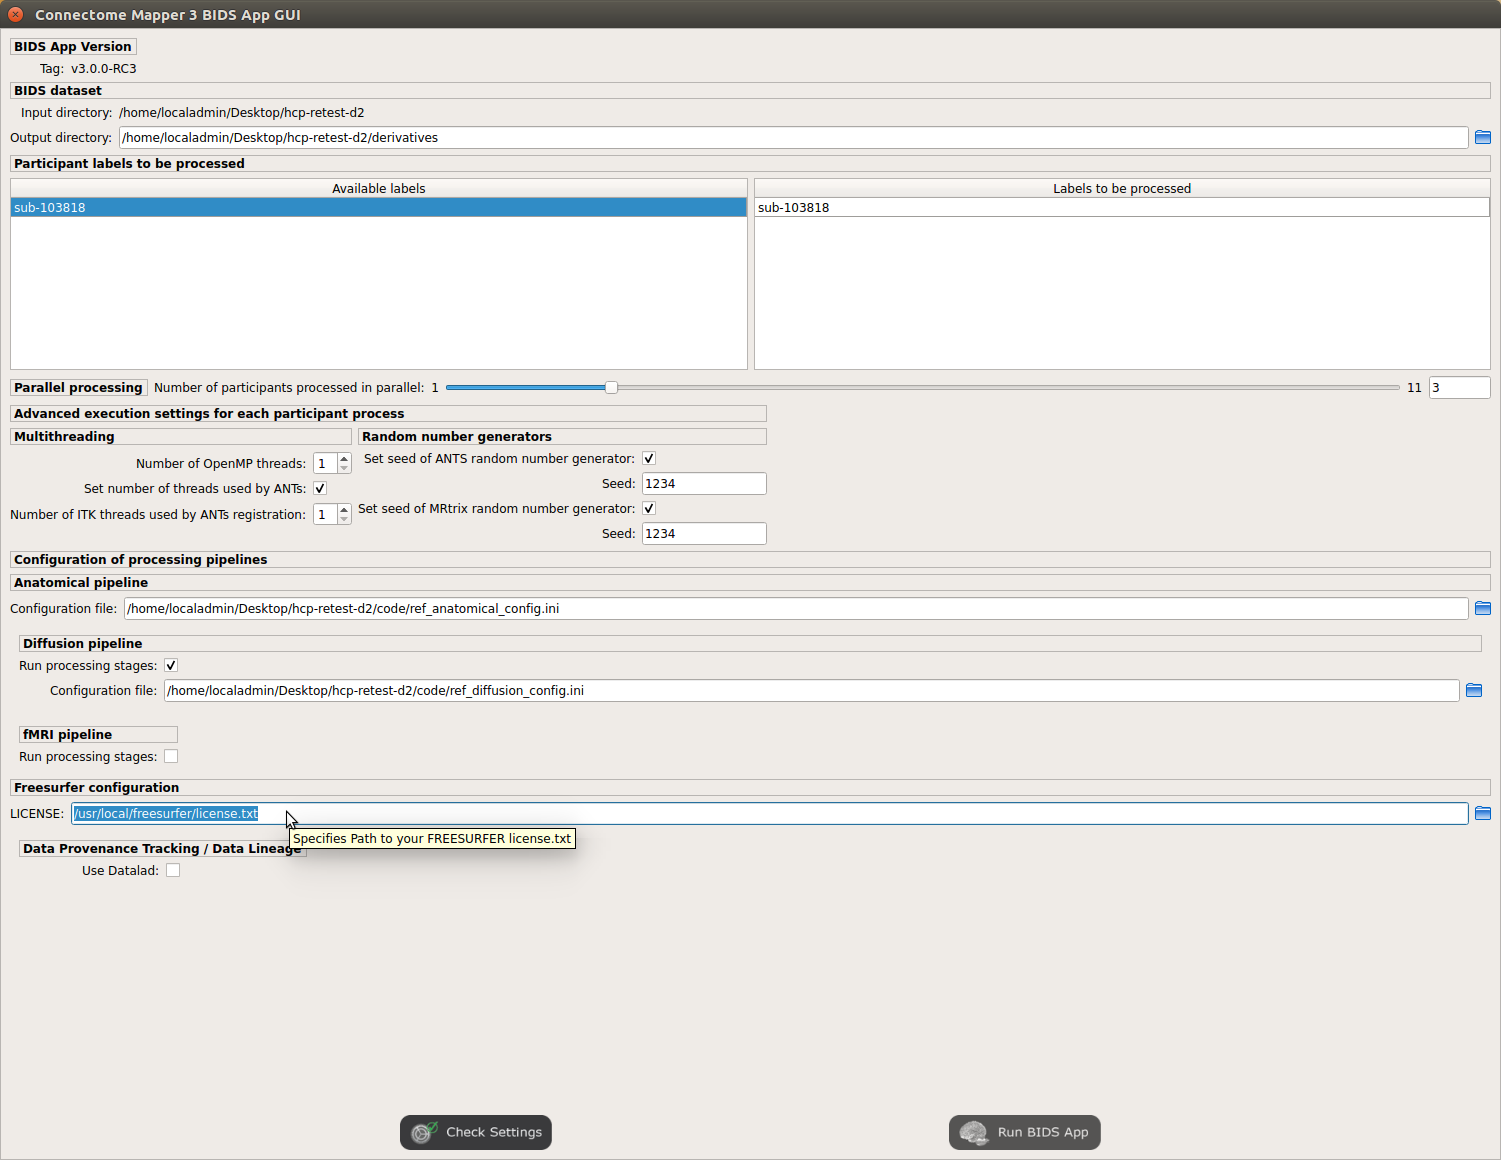 Connectome Mapper 3 BIDS App GUI
BIDS App Version
Tag: v3.0.0-RC3
BIDS dataset
Input directory: /home/localadmin/Desktop/hcp-retest-d2
Output directory: /home/localadmin/Desktop/hcp-retest-d2/derivatives
Participant labels to be processed
Available labels
Labels to be processed
sub-103818
sub-103818
Parallel processing Number of participants processed in parallel: 1 11 3
Advanced execution settings for each participant process
Multithreading
Number of OpenMP threads: 1
Set number of threads used by ANTs:
Number of ITK threads used by ANTs registration: 1
Random number generators
Set seed of ANTS random number generator:
Seed: 1234
Set seed of MRtrix random number generator:
Seed: 1234
Configuration of processing pipelines
Anatomical pipeline
Configuration file: /home/localadmin/Desktop/hcp-retest-d2/code/ref_anatomical_config.ini
Diffusion pipeline
Run processing stages:
Configuration file: /home/localadmin/Desktop/hcp-retest-d2/code/ref_diffusion_config.ini
fMRI pipeline
Run processing stages:
Freesurfer configuration
LICENSE: /usr/local/freesurfer/license.txt
Specifies Path to your FREESURFER license.txt
Data Provenance Tracking / Data Lineage
Use Datalad:
Check Settings
Run BIDS App